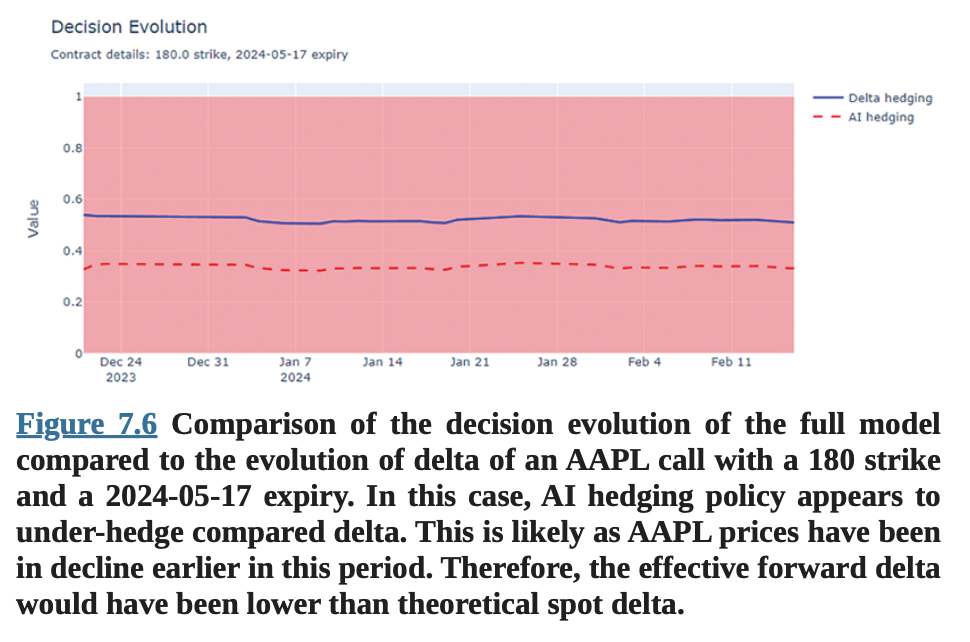 Decision Evolution
Contract details: 180.0 strike, 2024-05-17 expiry
Delta hedging
AI hedging
Value
1
0.8
0.6
0.4
0.2
0
Dec 24
2023
Dec 31
Jan 7
2024
Jan 14
Jan 21
Jan 28
Feb 4
Feb 11
Figure 7.6 Comparison of the decision evolution of the full model
compared to the evolution of delta of an AAPL call with a 180 strike
and a 2024-05-17 expiry. In this case, AI hedging policy appears to
under-hedge compared delta. This is likely as AAPL prices have been
in decline earlier in this period. Therefore, the effective forward delta
would have been lower than theoretical spot delta.